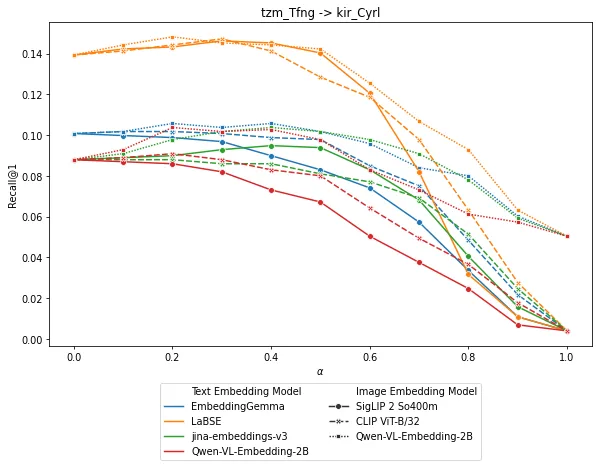 tzm_Tfng -> kir_Cyrl
0.14
0.12
0.10
0.08
0.06
0.04
0.02
0.00
Recall@1
0.0 0.2 0.4 0.6 0.8 1.0
α
Text Embedding Model
EmbeddingGemma
LaBSE
jina-embeddings-v3
Qwen-VL-Embedding-2B
Image Embedding Model
SigLIP 2 So400m
CLIP ViT-B/32
Qwen-VL-Embedding-2B